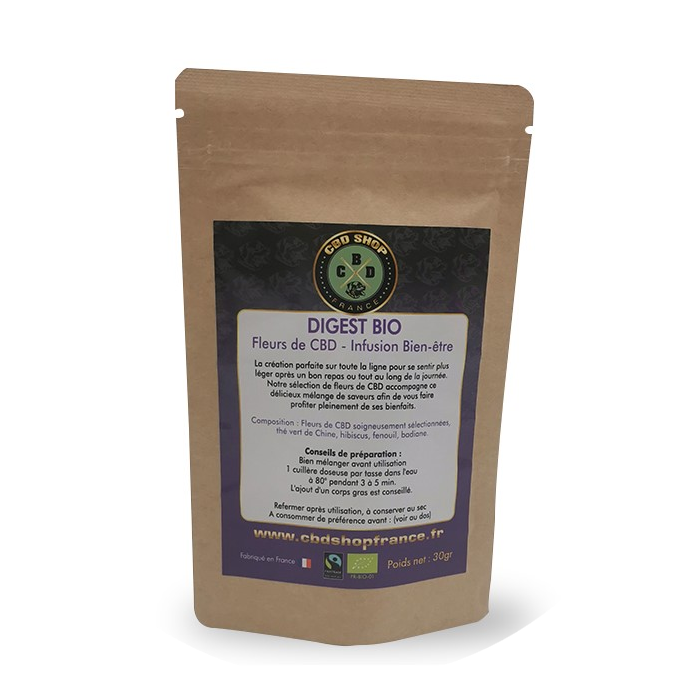 CBD SHOP
B
C D
FRANCE
DIGEST BIO
Fleurs de CBD - Infusion Bien-être
La création parfaite sur toute la ligne pour se sentir plus
léger après un bon repas ou tout au long de la journée.
Notre sélection de fleurs de CBD accompagne ce
délicieux mélange de saveurs afin de vous faire
profiter pleinement de ses bienfaits.
Composition : Fleurs de CBD soigneusement sélectionnées,
thé vert de Chine, hibiscus, fenouil, badiane.
Conseils de préparation :
Bien mélanger avant utilisation
1 cuillère doseuse par tasse dans l'eau
à 80° pendant 3 à 5 min.
L'ajout d'un corps gras est conseillé.
Refermer après utilisation, à conserver au sec
A consommer de préférence avant : (voir au dos)
www.cbdshopfrance.fr
Fabriqué en France
FAIRTRADE
FR-BIO-01
Poids net : 30gr